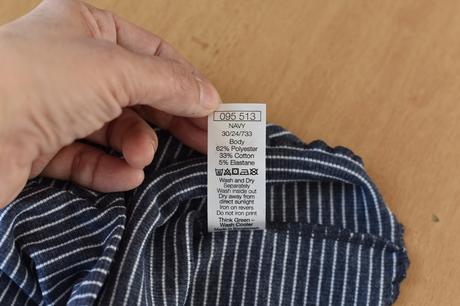 095 513
NAVY
30/24/733
Body
62% Polyester
33% Cotton
5% Elastane
Wash and Dry
Separately
Wash inside out
Dry away from
direct sunlight
Iron on revers
Do not iron print
Think Green –
Wash Cooler